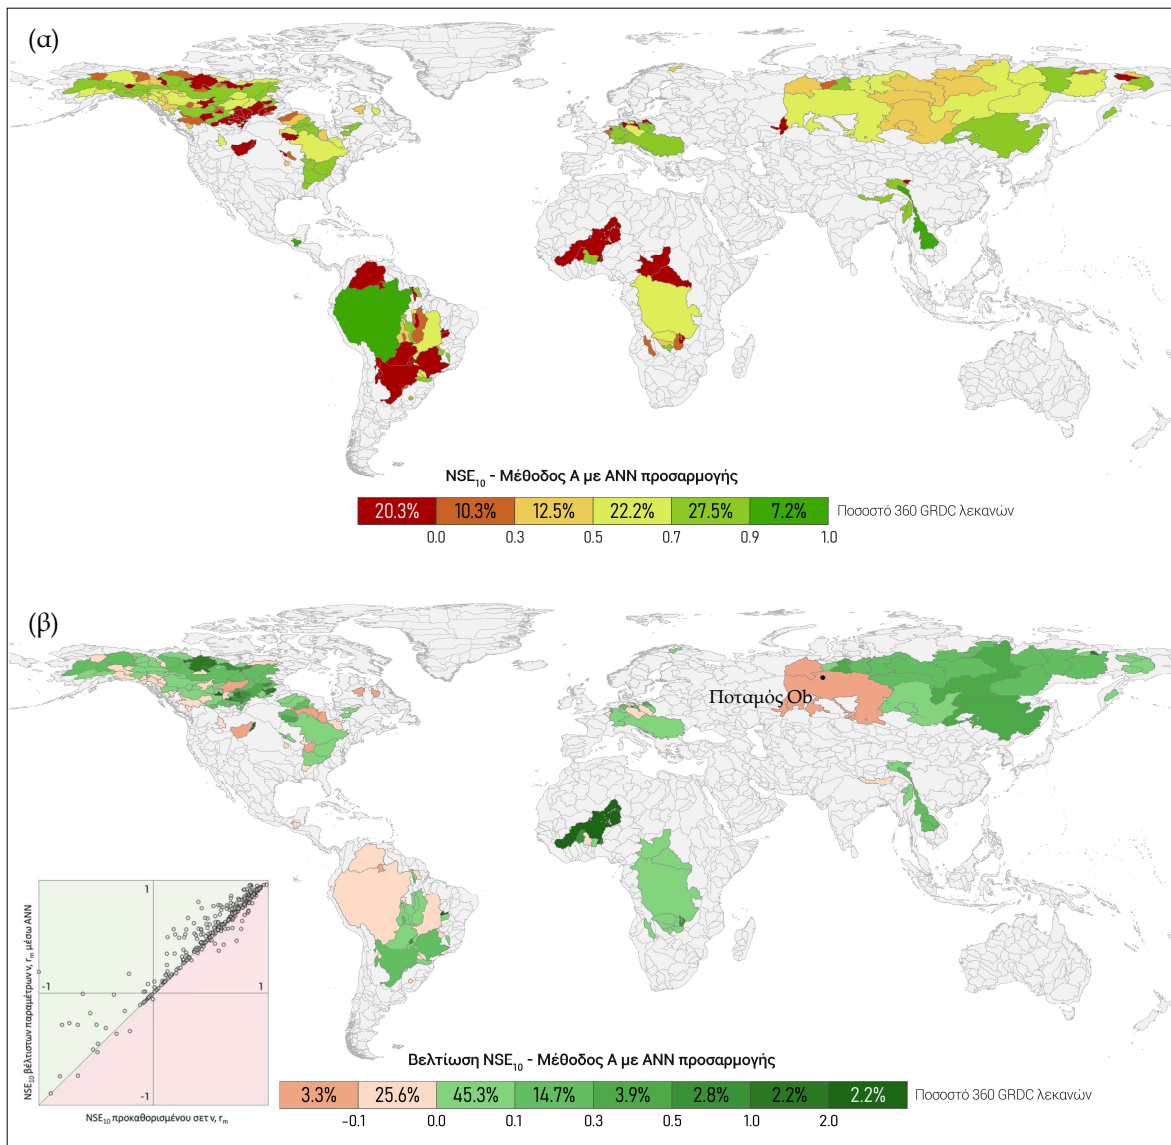 (α)
NSE10 - Μέθοδος Α με ANN προσαρμογής
20.3% 10.3% 12.5% 22.2% 27.5% 7.2% Ποσοστό 360 GRDC λεκανών
0.0 0.3 0.5 0.7 0.9 1.0
(β)
Ποταμός Ob
1
-1 1
-1
NSE10 βέλτιστων παραμέτρων v, rm μέσω ANN
NSE10 προκαθορισμένου σετ v, rm
Βελτίωση NSE10 - Μέθοδος Α με ANN προσαρμογής
3.3% 25.6% 45.3% 14.7% 3.9% 2.8% 2.2% 2.2% Ποσοστό 360 GRDC λεκανών
−0.1 0.0 0.1 0.3 0.5 1.0 2.0